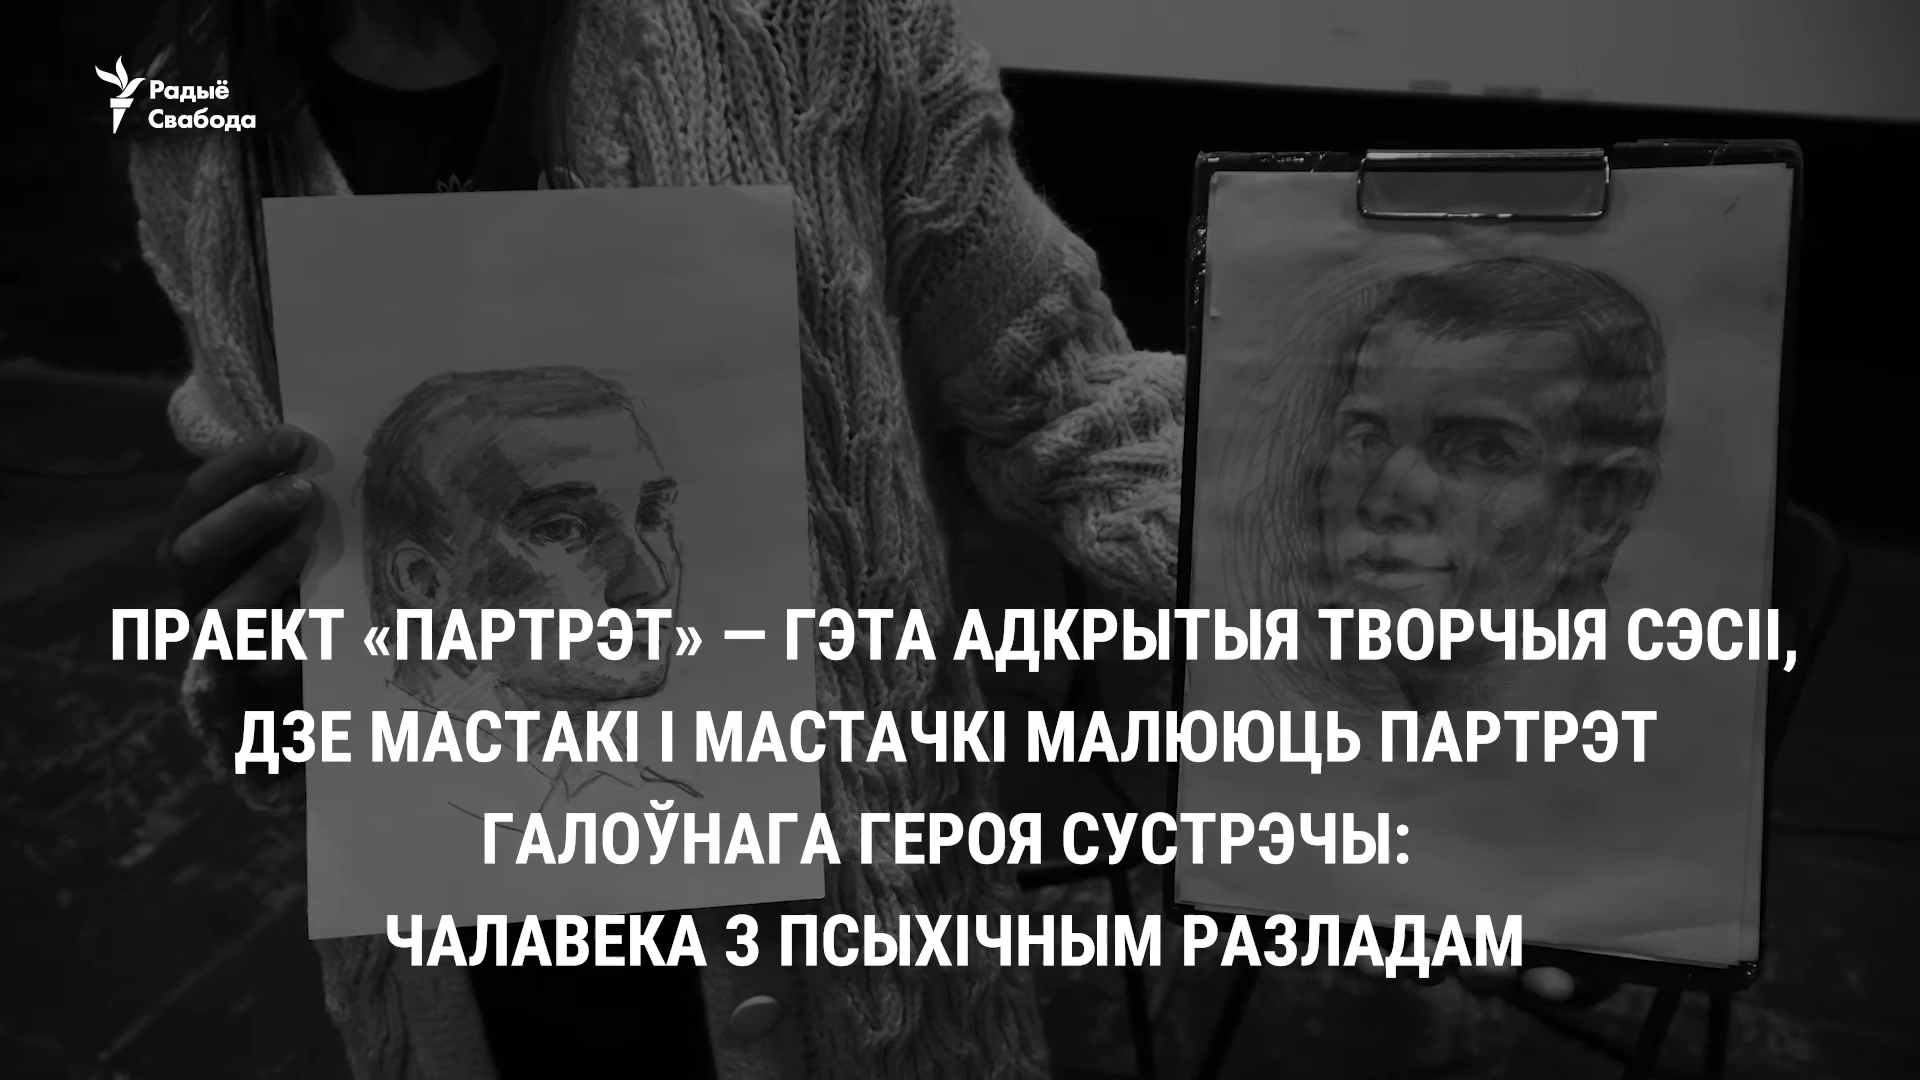 Радыё
Свабода
ПРАЕКТ «ПАРТРЭТ» — ГЭТА АДКРЫТЫЯ ТВОРЧЫЯ СЭСІІ,
ДЗЕ МАСТАКІ І МАСТАЧКІ МАЛЮЮЦЬ ПАРТРЭТ
ГАЛОЎНАГА ГЕРОЯ СУСТРЭЧЫ:
ЧАЛАВЕКА З ПСЫХІЧНЫМ РАЗЛАДАМ